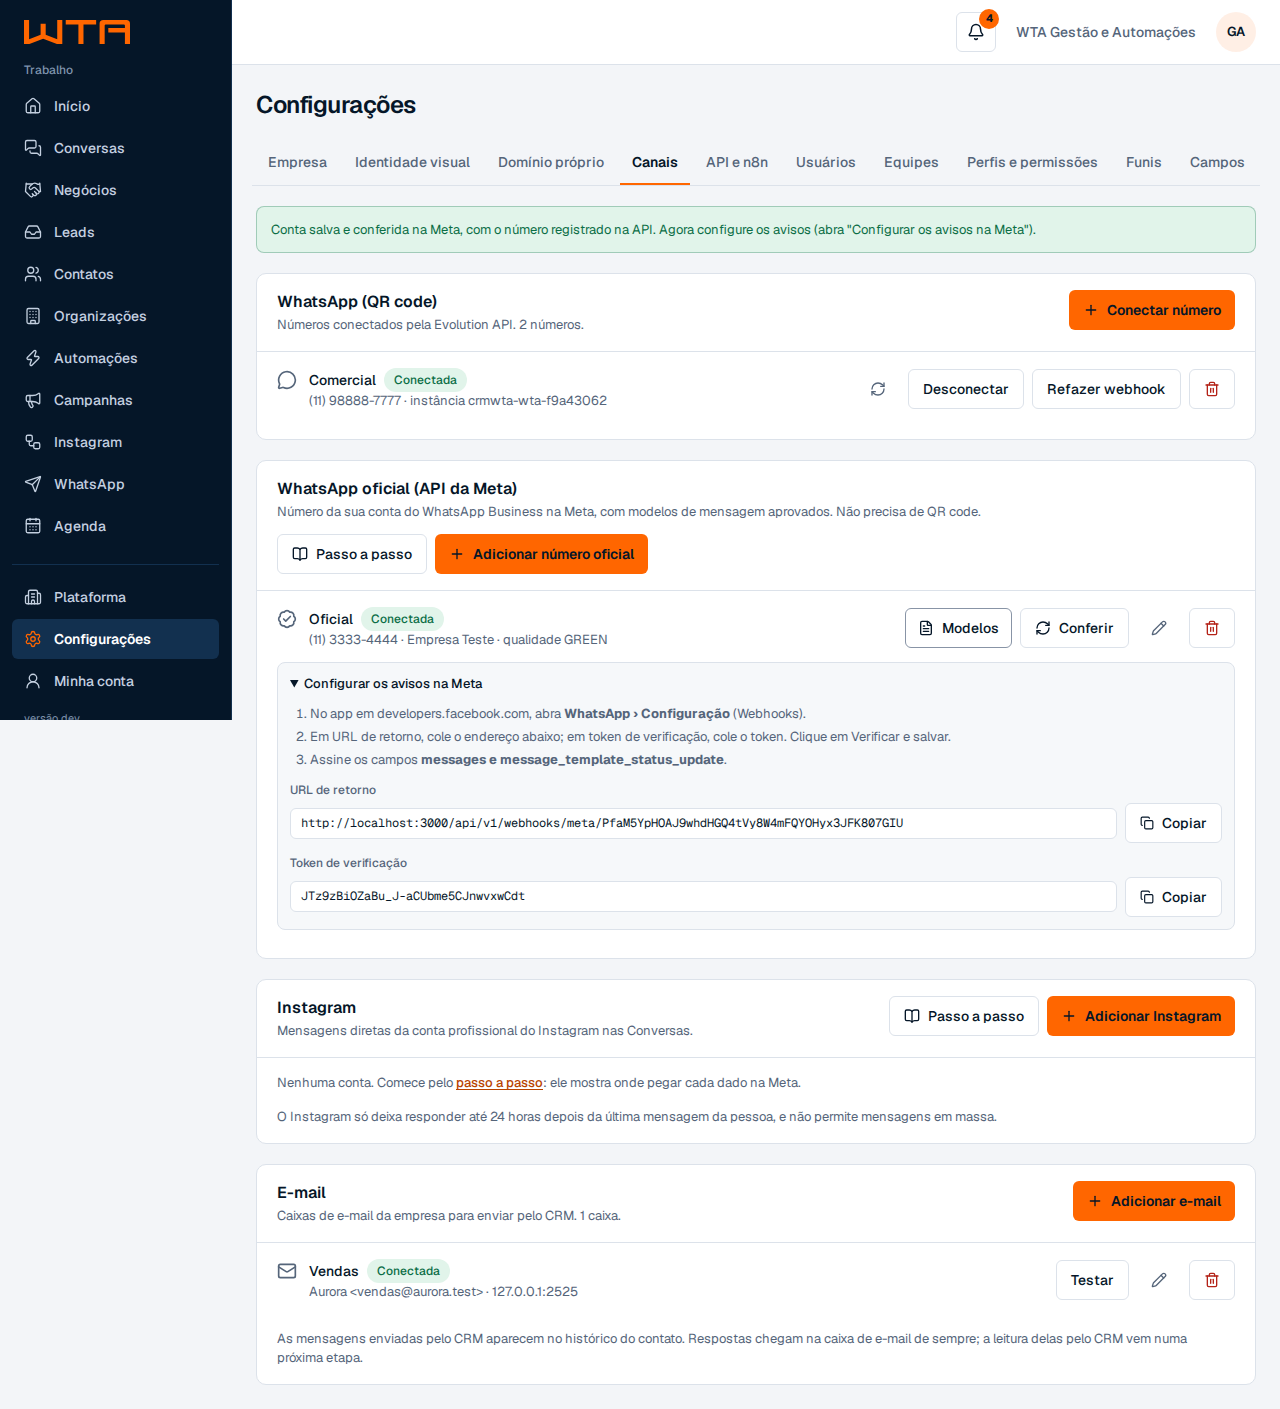 WTA
Trabalho
Início
Conversas
Negócios
Leads
Contatos
Organizações
Automações
Campanhas
Instagram
WhatsApp
Agenda
Plataforma
Configurações
Minha conta
versão dev
4
WTA Gestão e Automações
GA
Configurações
Empresa
Identidade visual
Domínio próprio
Canais
API e n8n
Usuários
Equipes
Perfis e permissões
Funis
Campos
Conta salva e conferida na Meta, com o número registrado na API. Agora configure os avisos (abra "Configurar os avisos na Meta").
WhatsApp (QR code)
Números conectados pela Evolution API. 2 números.
Conectar número
Comercial
Conectada
(11) 98888-7777 · instância crmwta-wta-f9a43062
Desconectar
Refazer webhook
WhatsApp oficial (API da Meta)
Número da sua conta do WhatsApp Business na Meta, com modelos de mensagem aprovados. Não precisa de QR code.
Passo a passo
Adicionar número oficial
Oficial
Conectada
(11) 3333-4444 · Empresa Teste · qualidade GREEN
Modelos
Conferir
Configurar os avisos na Meta
1. No app em developers.facebook.com, abra WhatsApp › Configuração (Webhooks).
2. Em URL de retorno, cole o endereço abaixo; em token de verificação, cole o token. Clique em Verificar e salvar.
3. Assine os campos messages e message_template_status_update.
URL de retorno
http://localhost:3000/api/v1/webhooks/meta/PfaM5YpHOAJ9whdHGQ4tVy8W4mFQYOHyx3JFK807GIU
Copiar
Token de verificação
JTz9zBiOZaBu_J-aCUbme5CJnwvxwCdt
Copiar
Instagram
Mensagens diretas da conta profissional do Instagram nas Conversas.
Passo a passo
Adicionar Instagram
Nenhuma conta. Comece pelo passo a passo: ele mostra onde pegar cada dado na Meta.
O Instagram só deixa responder até 24 horas depois da última mensagem da pessoa, e não permite mensagens em massa.
E-mail
Caixas de e-mail da empresa para enviar pelo CRM. 1 caixa.
Adicionar e-mail
Vendas
Conectada
Aurora <vendas@aurora.test> · 127.0.0.1:2525
Testar
As mensagens enviadas pelo CRM aparecem no histórico do contato. Respostas chegam na caixa de e-mail de sempre; a leitura delas pelo CRM vem numa
próxima etapa.